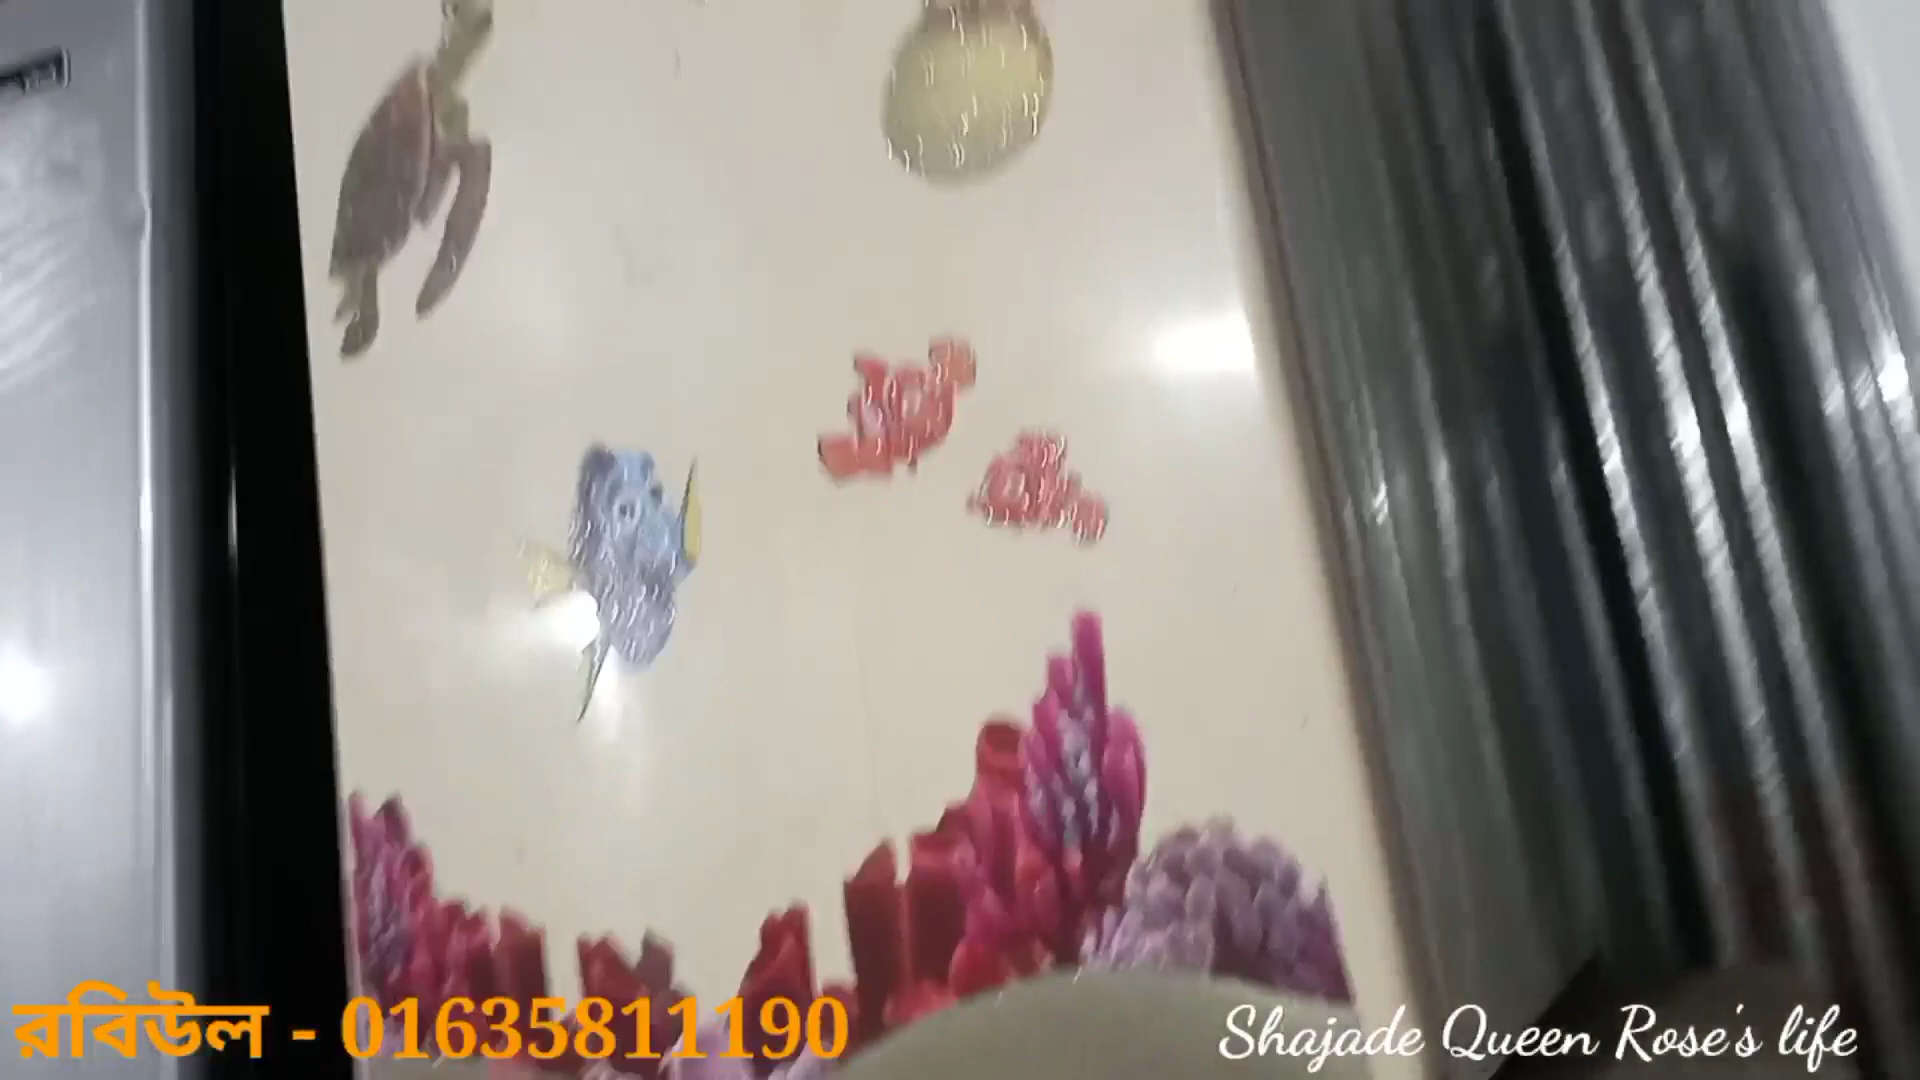 রবিউল - 01635811190
Shajade Queen Rose's life